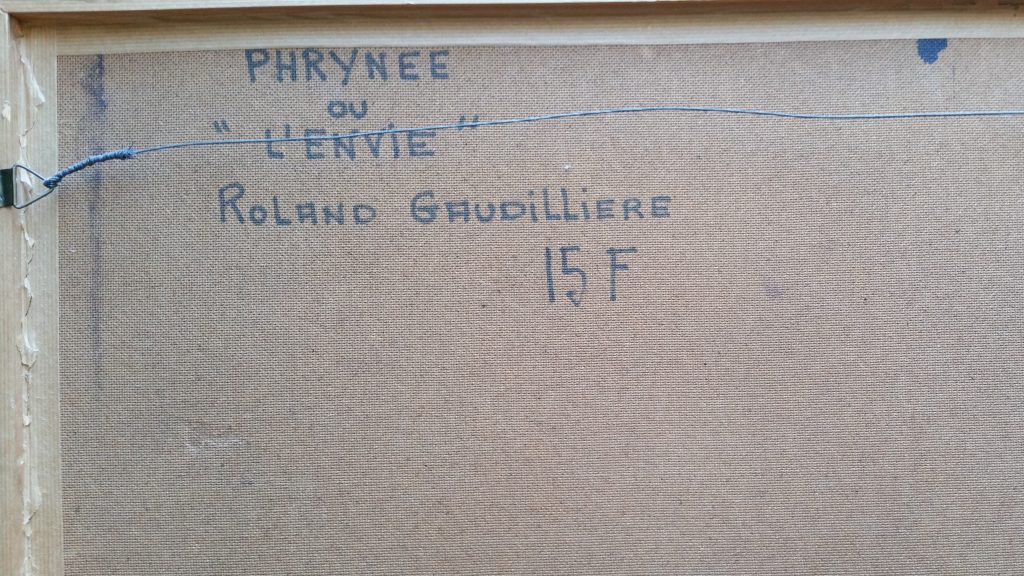 PHRYNEE
OU
"L'ENVIE"
ROLAND GAUDILLIERE
15 F